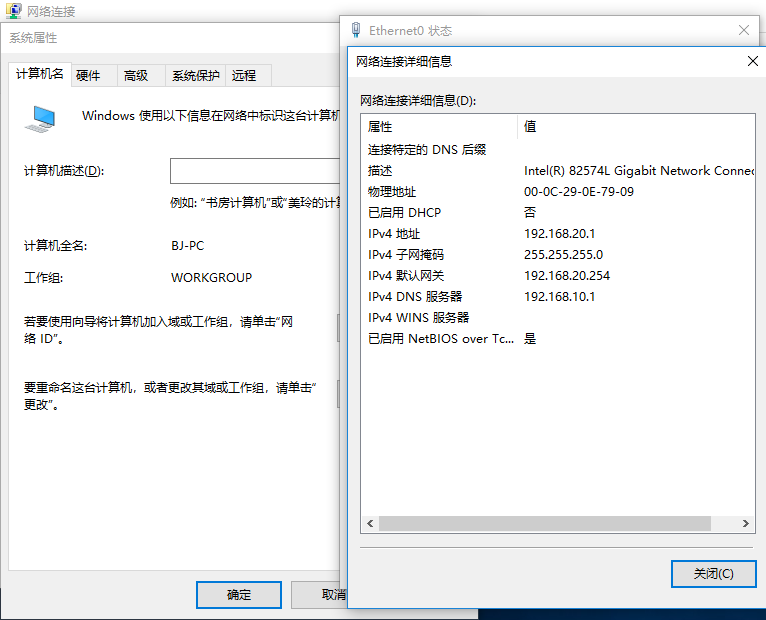 网络连接
系统属性
计算机名 硬件 高级 系统保护 远程
Windows 使用以下信息在网络中标识这台计算机
计算机描述(D):
例如: "书房计算机"或"美玲的计算
计算机全名: BJ-PC
工作组: WORKGROUP
若要使用向导将计算机加入域或工作组，请单击"网
络 ID"。
要重命名这台计算机，或者更改其域或工作组，请单击"
更改"。
确定 取消
Ethernet0 状态
网络连接详细信息
网络连接详细信息(D):
属性 值
连接特定的 DNS 后缀
描述 Intel(R) 82574L Gigabit Network Connec
物理地址 00-0C-29-0E-79-09
已启用 DHCP 否
IPv4 地址 192.168.20.1
IPv4 子网掩码 255.255.255.0
IPv4 默认网关 192.168.20.254
IPv4 DNS 服务器 192.168.10.1
IPv4 WINS 服务器
已启用 NetBIOS over Tc... 是
关闭(C)